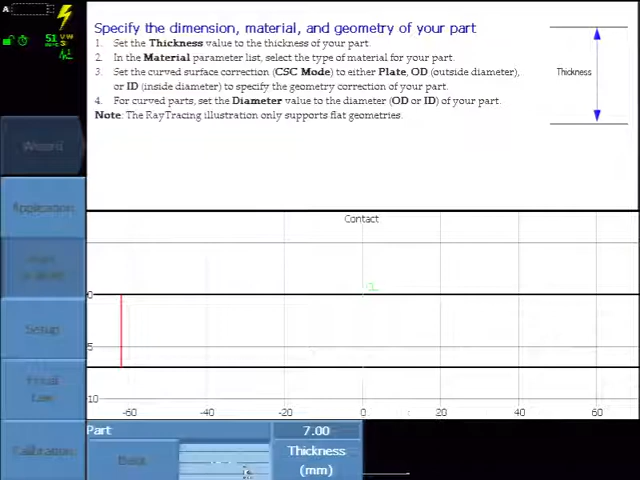 A:
51
Specify the dimension, material, and geometry of your part
1. Set the Thickness value to the thickness of your part.
2. In the Material parameter list, select the type of material for your part.
3. Set the curved surface correction (CSC Mode) to either Plate, OD (outside diameter),
or ID (inside diameter) to specify the geometry correction of your part.
4. For curved parts, set the Diameter value to the diameter (OD or ID) of your part.
Note: The RayTracing illustration only supports flat geometries.
Thickness
Wizard
Application
Setup
Focal
Law
Calibration
Contact
CL
0
5
10
-60 -40 -20 0 20 40 60
Part
Back
7.00
Thickness
(mm)